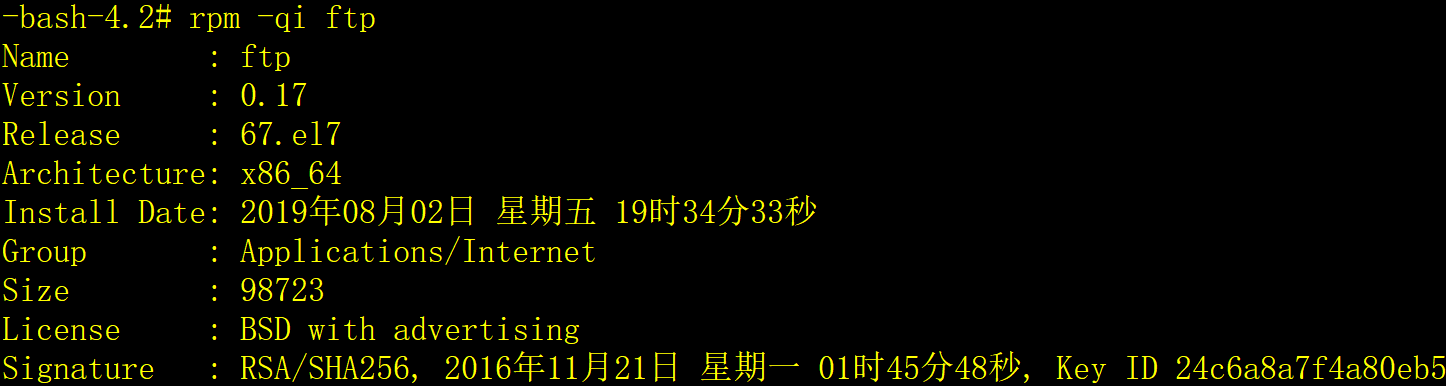 -bash-4.2# rpm -qi ftp
Name        : ftp
Version     : 0.17
Release     : 67.el7
Architecture: x86_64
Install Date: 2019年08月02日 星期五 19时34分33秒
Group       : Applications/Internet
Size        : 98723
License     : BSD with advertising
Signature   : RSA/SHA256, 2016年11月21日 星期一 01时45分48秒, Key ID 24c6a8a7f4a80eb5